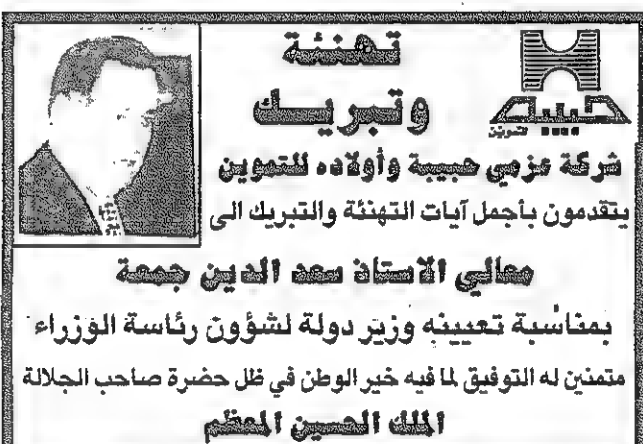 تهنئة
وتبريك
حبيبه
للتموين
شركة عزمي حبيبة وأولاده للتموين
يتقدمون بأجمل آيات التهنئة والتبريك الى
معالي الاستاذ سعد الدين جمعة
بمناسبة تعيينه وزير دولة لشؤون رئاسة الوزراء
متمنين له التوفيق لما فيه خير الوطن في ظل حضرة صاحب الجلالة
الملك الحسين المعظم